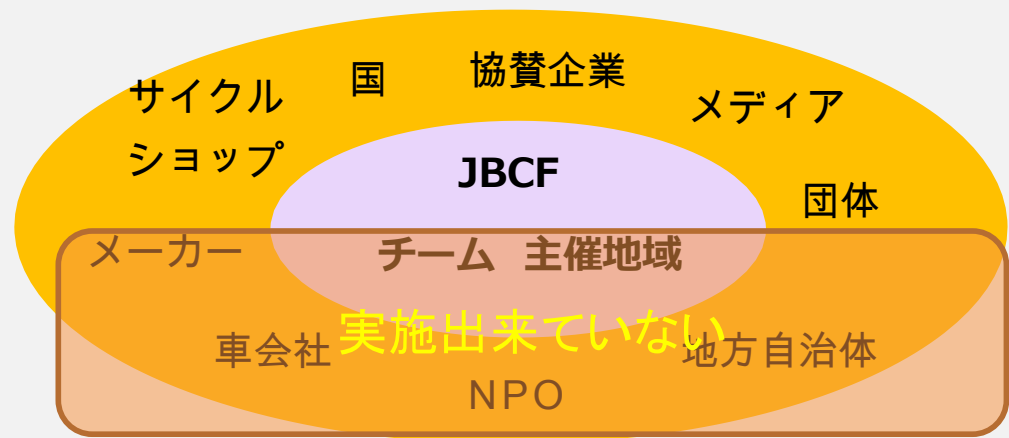 サイクル
ショップ
国
協賛企業
メディア
JBCF
団体
メーカー
チーム 主催地域
実施出来ていない
車会社
地方自治体
ＮＰＯ